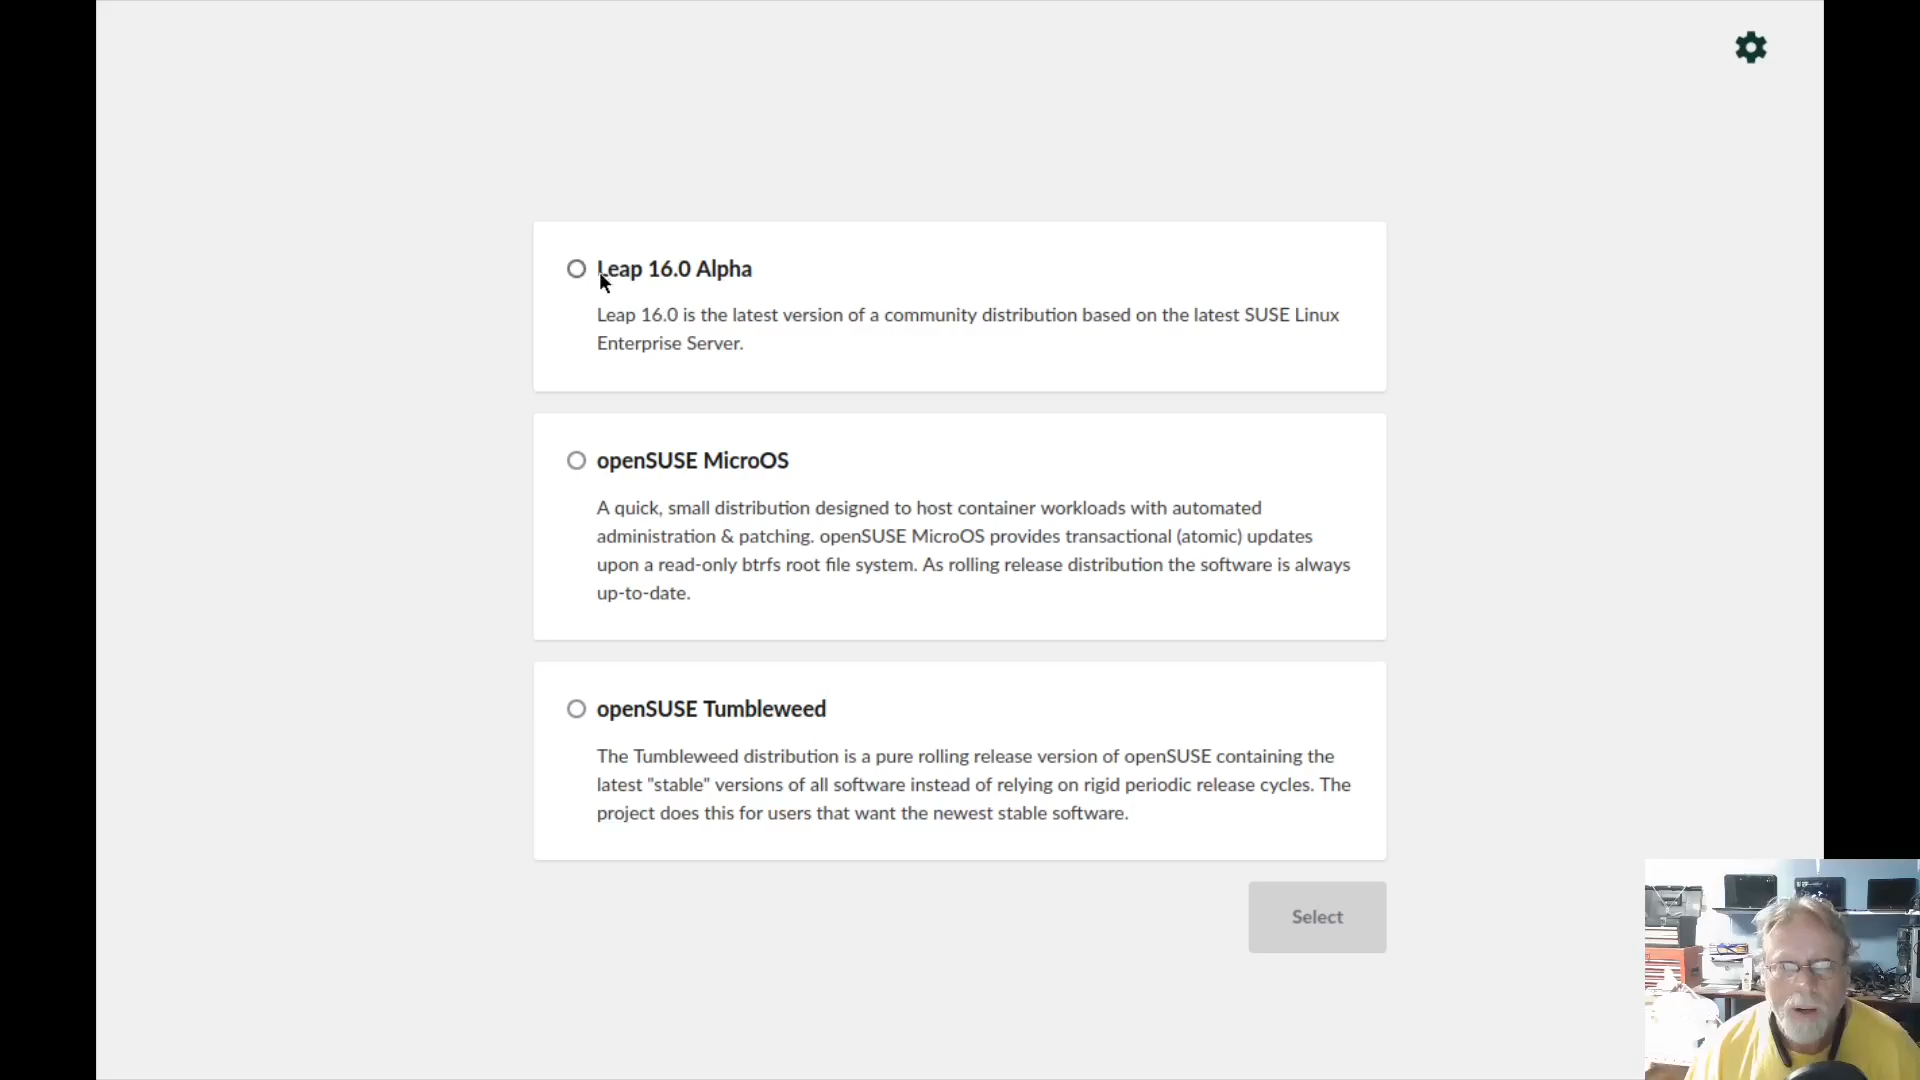 Leap 16.0 Alpha
Leap 16.0 is the latest version of a community distribution based on the latest SUSE Linux
Enterprise Server.
openSUSE MicroOS
A quick, small distribution designed to host container workloads with automated
administration & patching. openSUSE MicroOS provides transactional (atomic) updates
upon a read-only btrfs root file system. As rolling release distribution the software is always
up-to-date.
openSUSE Tumbleweed
The Tumbleweed distribution is a pure rolling release version of openSUSE containing the
latest "stable" versions of all software instead of relying on rigid periodic release cycles. The
project does this for users that want the newest stable software.
Select